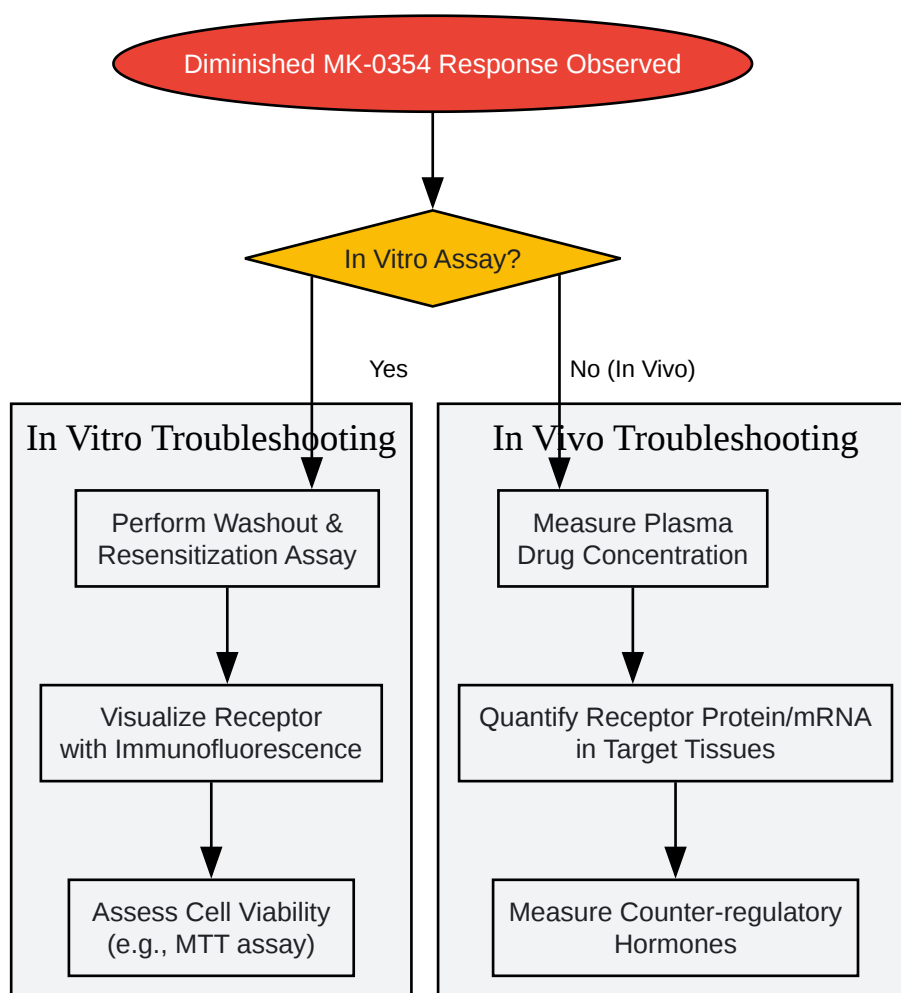 Diminished MK-0354 Response Observed
In Vitro Assay?
Yes
No (In Vivo)
In Vitro Troubleshooting
Perform Washout &
Resensitization Assay
Visualize Receptor
with Immunofluorescence
Assess Cell Viability
(e.g., MTT assay)
In Vivo Troubleshooting
Measure Plasma
Drug Concentration
Quantify Receptor Protein/mRNA
in Target Tissues
Measure Counter-regulatory
Hormones